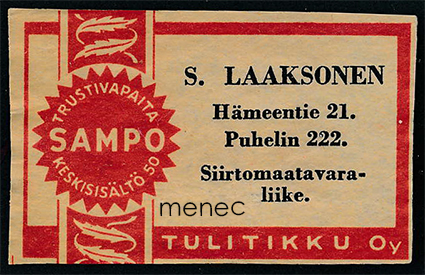 TRUSTIVAPAITA
SAMPO
KESKISISÄLTÖ 50
S. LAAKSONEN
Hämeentie 21.
Puhelin 222.
Siirtomaatavara-
liike.
menec
TULITIKKU Oy